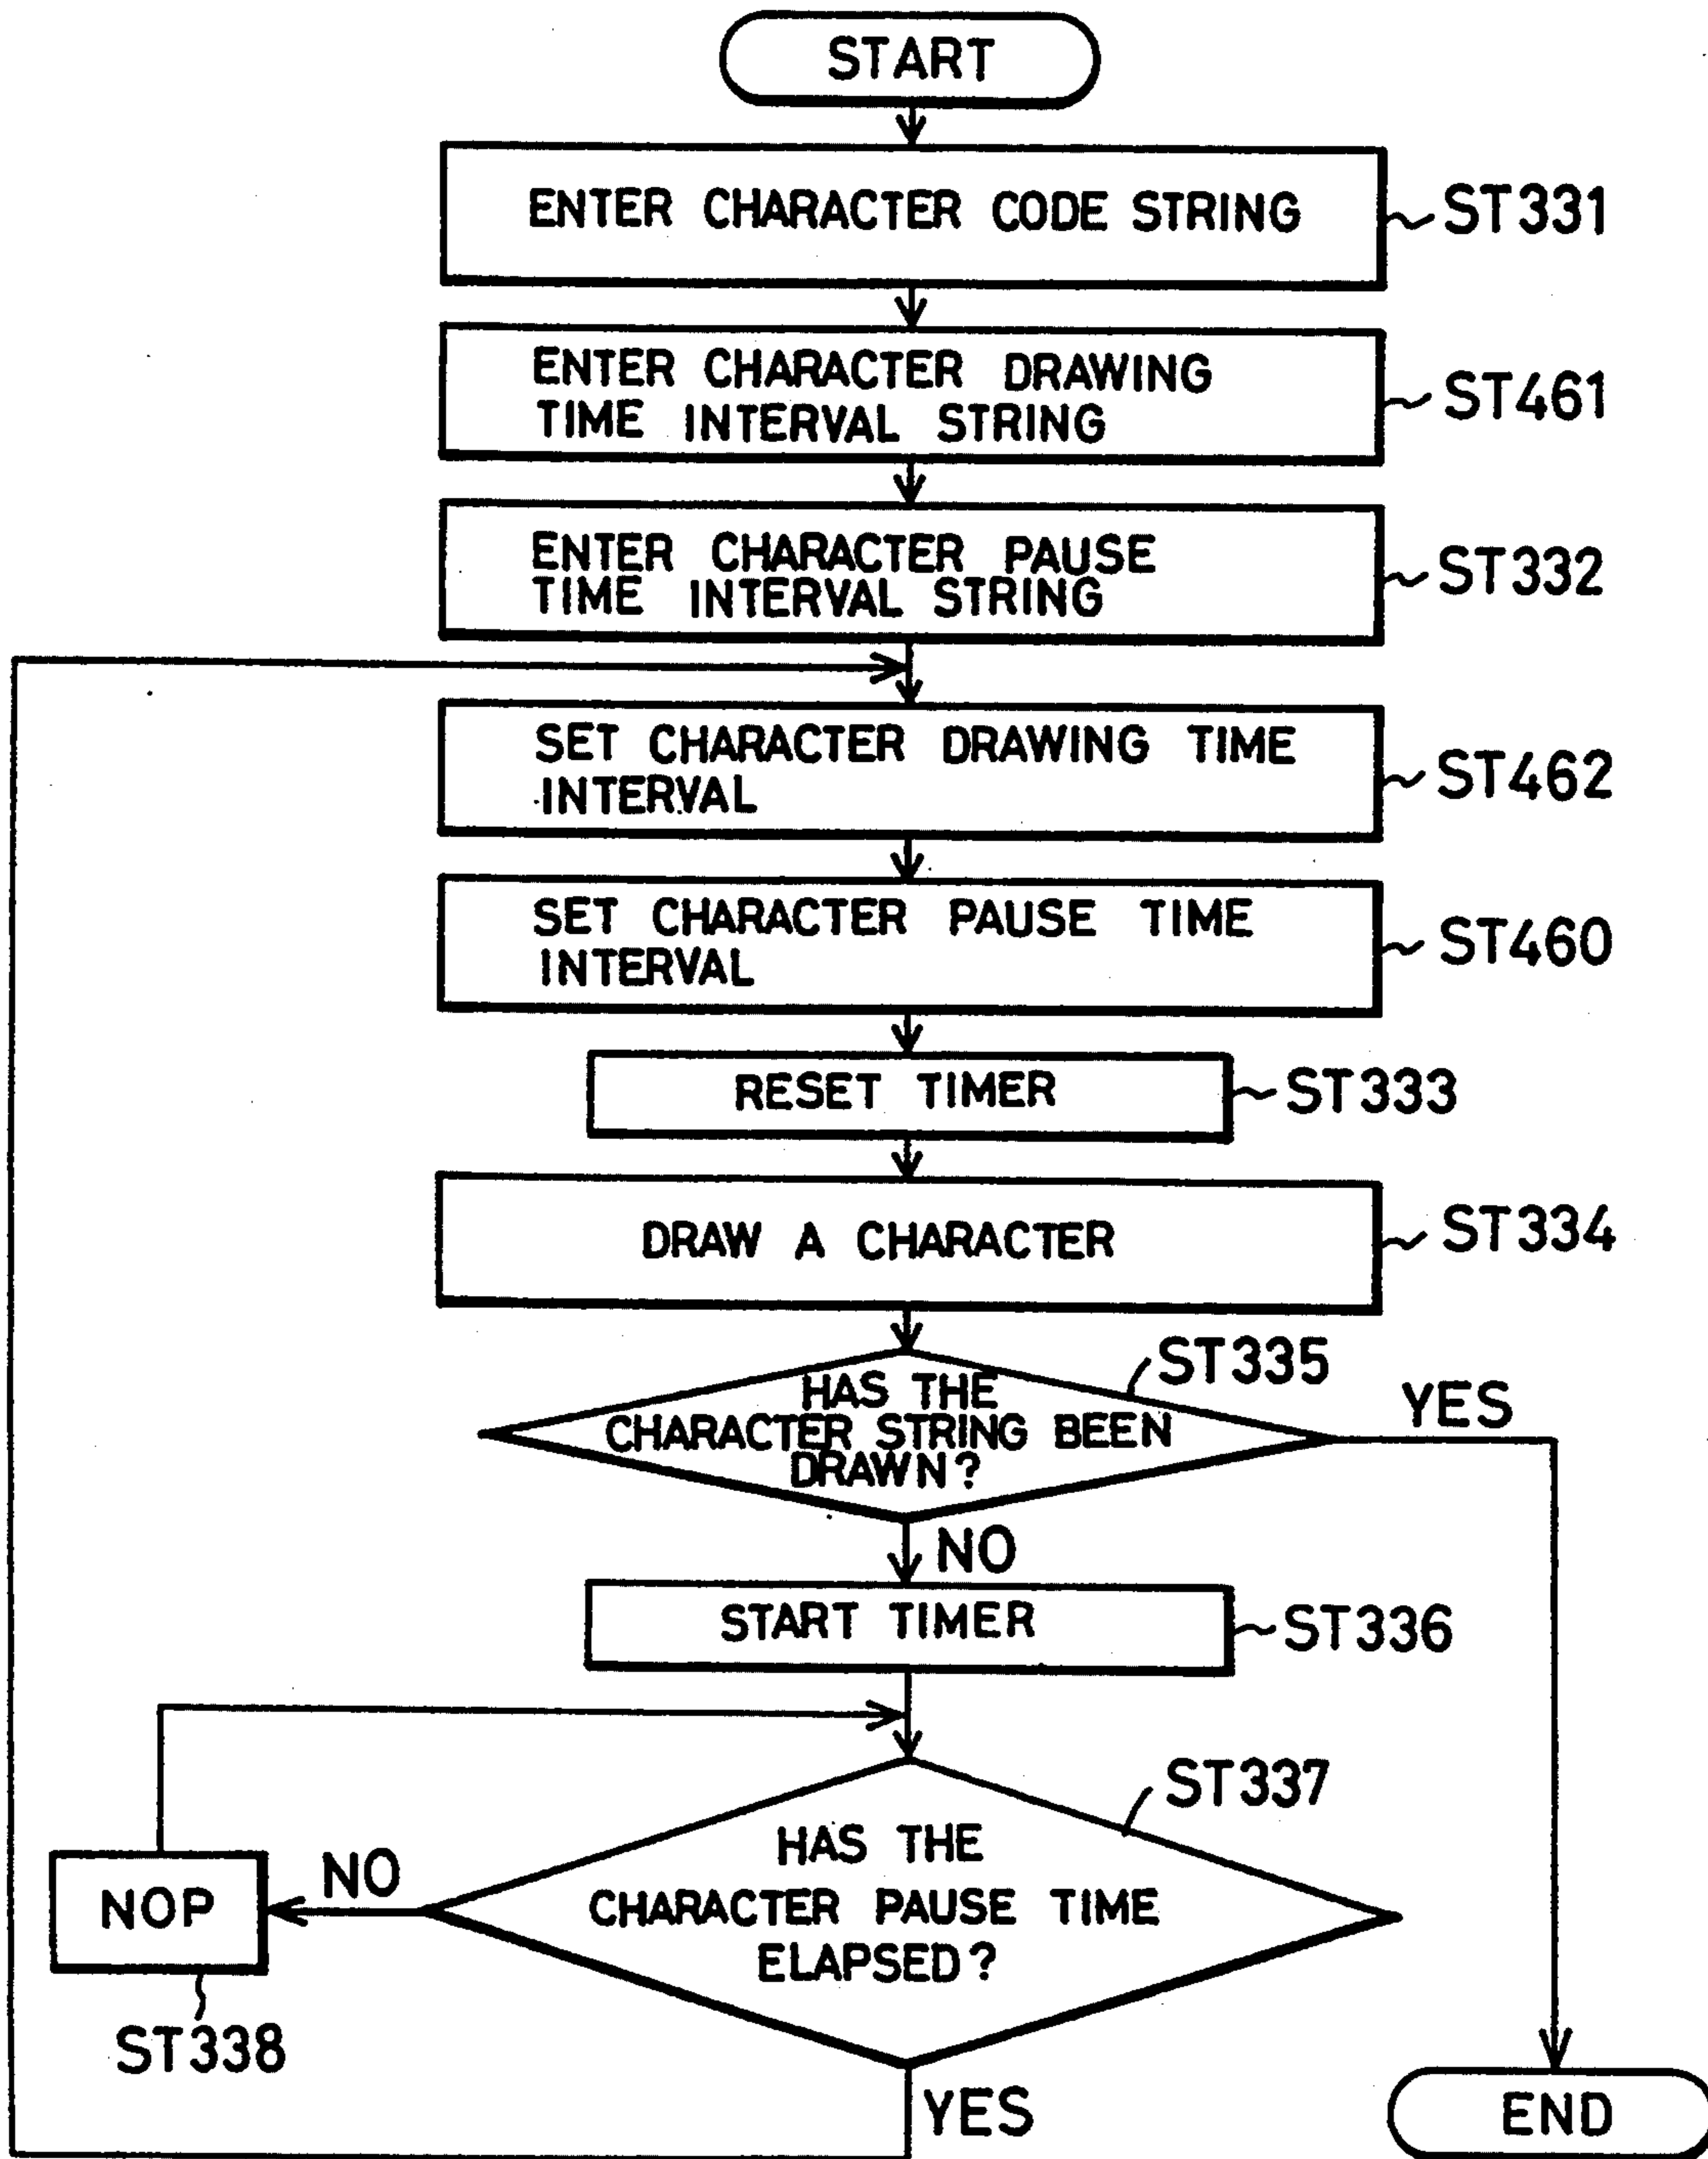 START
ENTER CHARACTER CODE STRING
ST331
ENTER CHARACTER DRAWING
TIME INTERVAL STRING
ST461
ENTER CHARACTER PAUSE
TIME INTERVAL STRING
ST332
SET CHARACTER DRAWING TIME
INTERVAL
ST462
SET CHARACTER PAUSE TIME
INTERVAL
ST460
RESET TIMER
ST333
DRAW A CHARACTER
ST334
ST335
HAS THE
CHARACTER STRING BEEN
DRAWN?
YES
NO
START TIMER
ST336
ST337
HAS THE
CHARACTER PAUSE TIME
ELAPSED?
NO
NOP
ST338
YES
END